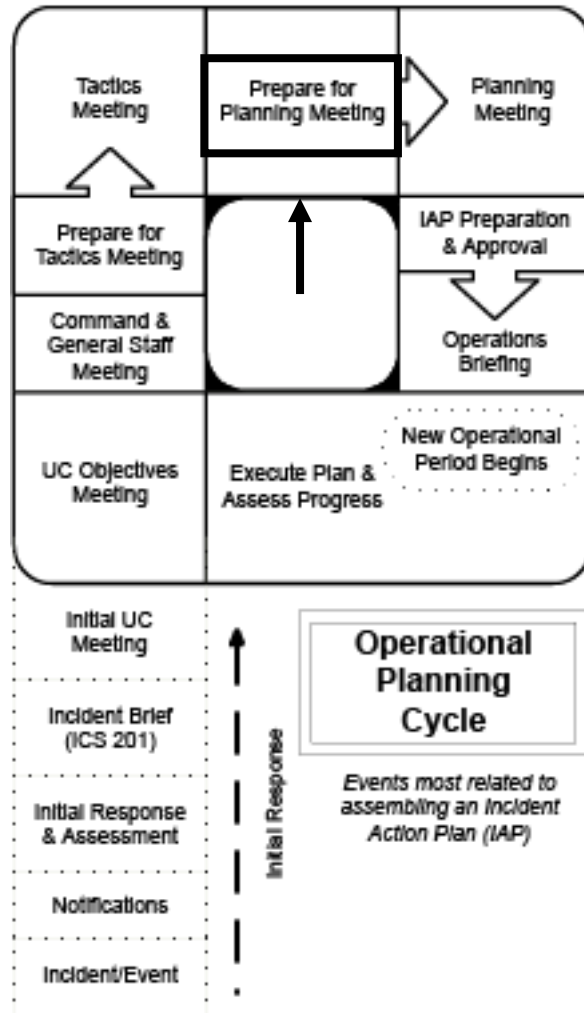 Tactics
Meeting
Prepare for
Planning Meeting
Planning
Meeting
Prepare for
Tactics Meeting
IAP Preparation
& Approval
Command &
General Staff
Meeting
Operations
Briefing
UC Objectives
Meeting
Execute Plan &
Assess Progress
New Operational
Period Begins
Initial UC
Meeting
Incident Brief
(ICS 201)
Initial Response
& Assessment
Notifications
Incident/Event
Initial Response
Operational
Planning
Cycle
Events most related to
assembling an Incident
Action Plan (IAP)